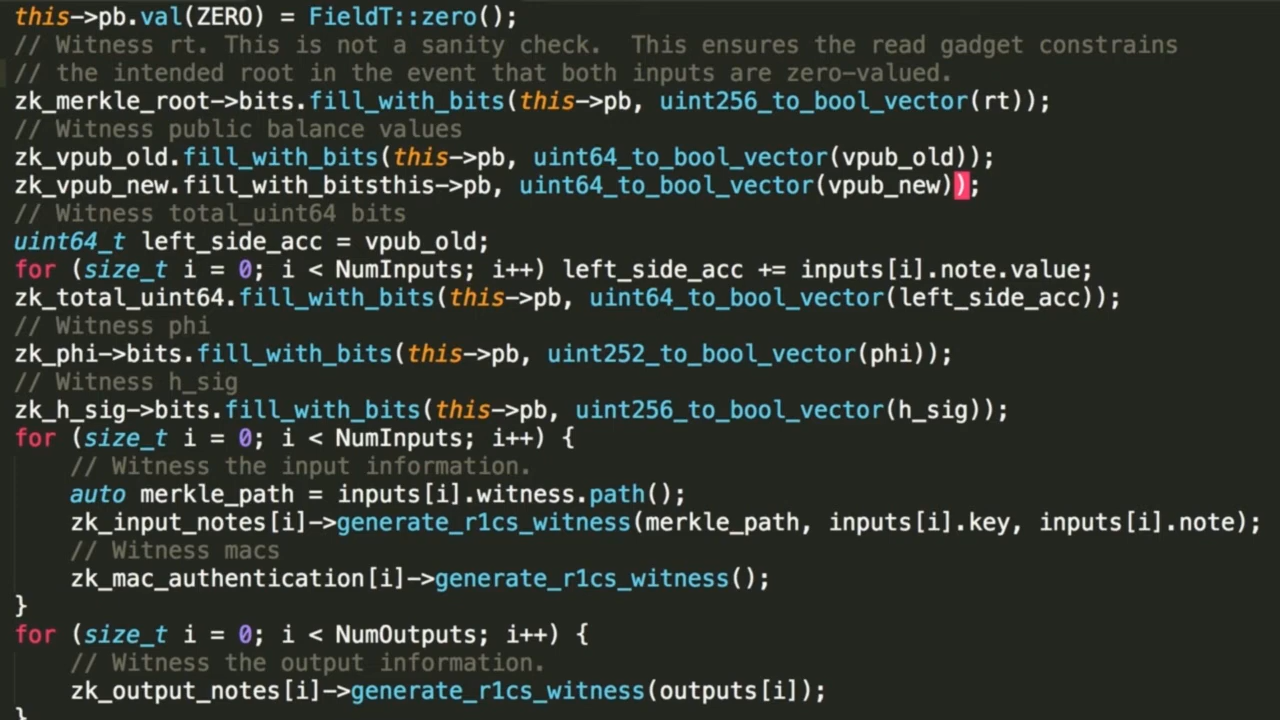 this->pb.val(ZERO) = FieldT::zero();
// Witness rt. This is not a sanity check.  This ensures the read gadget constrains
// the intended root in the event that both inputs are zero-valued.
zk_merkle_root->bits.fill_with_bits(this->pb, uint256_to_bool_vector(rt));
// Witness public balance values
zk_vpub_old.fill_with_bits(this->pb, uint64_to_bool_vector(vpub_old));
zk_vpub_new.fill_with_bitsthis->pb, uint64_to_bool_vector(vpub_new));
// Witness total_uint64 bits
uint64_t left_side_acc = vpub_old;
for (size_t i = 0; i < NumInputs; i++) left_side_acc += inputs[i].note.value;
zk_total_uint64.fill_with_bits(this->pb, uint64_to_bool_vector(left_side_acc));
// Witness phi
zk_phi->bits.fill_with_bits(this->pb, uint252_to_bool_vector(phi));
// Witness h_sig
zk_h_sig->bits.fill_with_bits(this->pb, uint256_to_bool_vector(h_sig));
for (size_t i = 0; i < NumInputs; i++) {
    // Witness the input information.
    auto merkle_path = inputs[i].witness.path();
    zk_input_notes[i]->generate_r1cs_witness(merkle_path, inputs[i].key, inputs[i].note);
    // Witness macs
    zk_mac_authentication[i]->generate_r1cs_witness();
}
for (size_t i = 0; i < NumOutputs; i++) {
    // Witness the output information.
    zk_output_notes[i]->generate_r1cs_witness(outputs[i]);
}